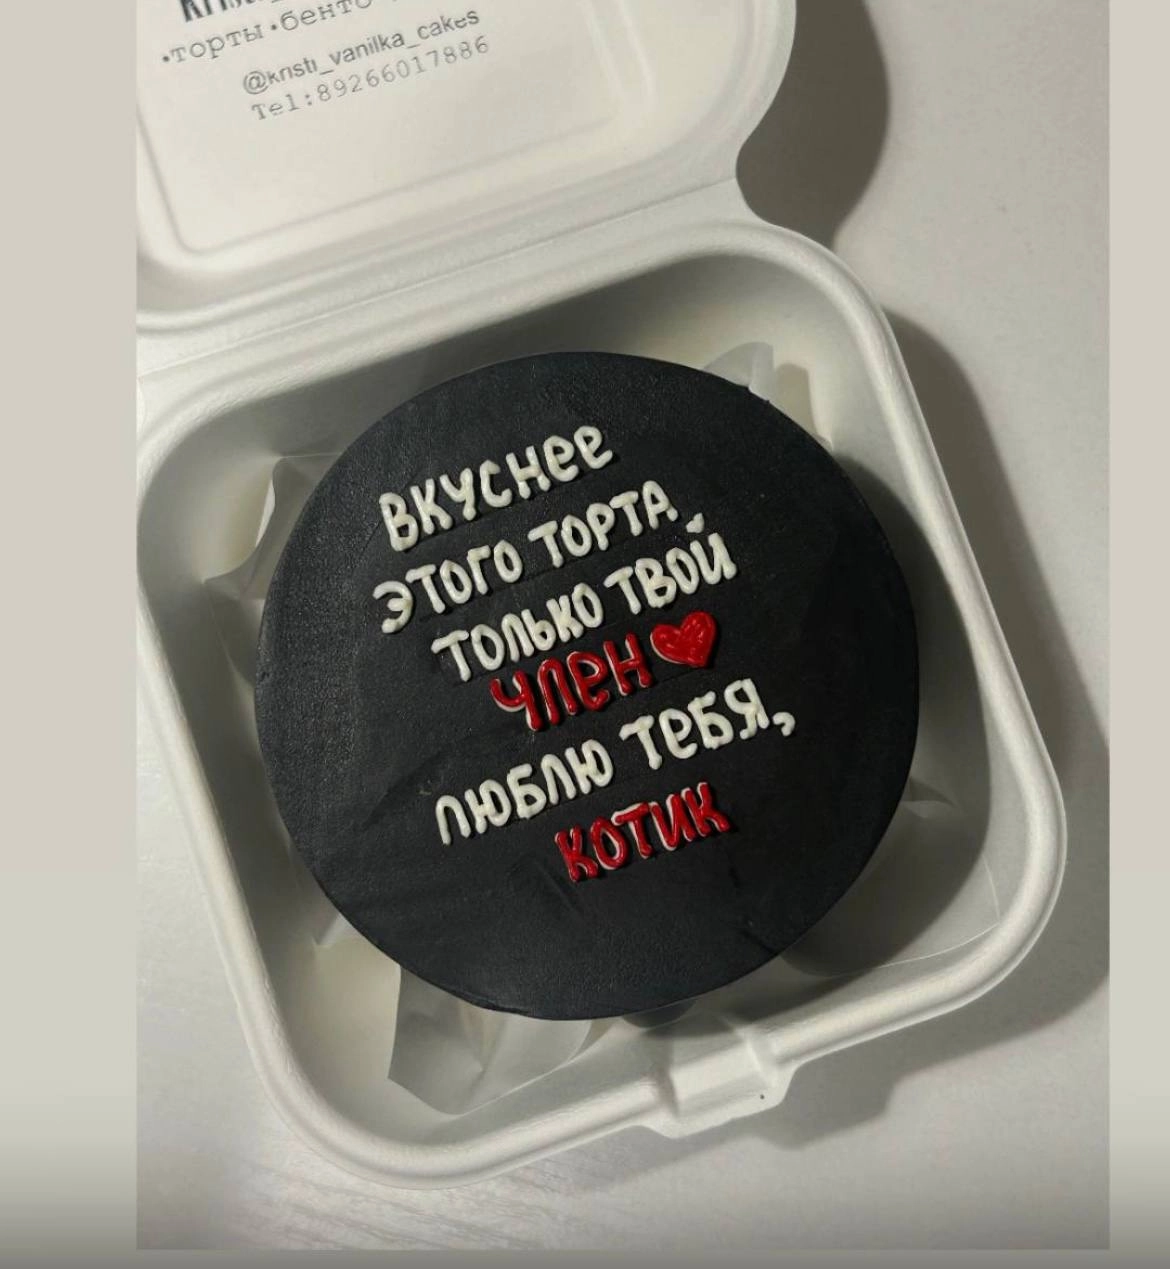 •торты•бенто
@kristi_vanilka_cakes
Tel:89266017886
ВКУСНЕЕ
ЭТОГО ТОРТА
ТОЛЬКО ТВОЙ
ЧЛЕН❤
ЛЮБЛЮ ТЕБЯ,
КОТИК